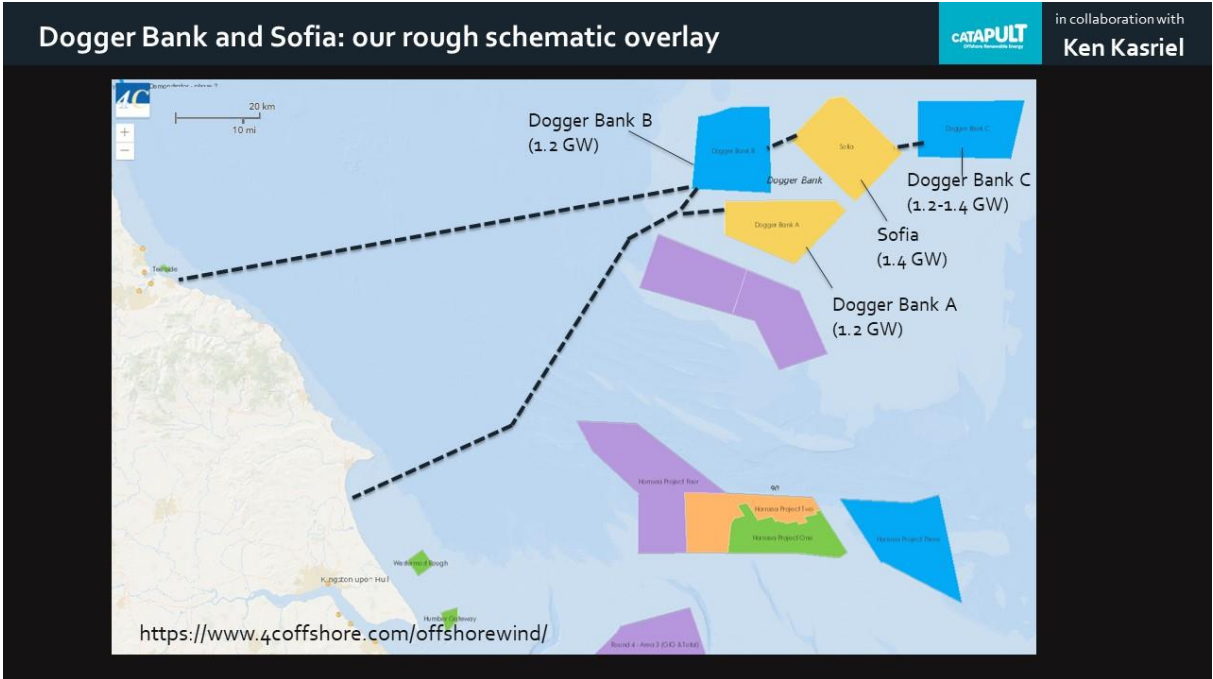 Dogger Bank and Sofia: our rough schematic overlay
CATAPULT
Offshore Renewable Energy
in collaboration with
Ken Kasriel
4C
20 km
10 mi
+
−
Dogger Bank B
(1.2 GW)
Dogger Bank B
Sofia
Dogger Bank C
Dogger Bank
Dogger Bank C
(1.2-1.4 GW)
Dogger Bank A
Sofia
(1.4 GW)
Teesside
Dogger Bank A
(1.2 GW)
Hornsea Project Four
Hornsea Project Two
Hornsea Project One
Hornsea Project Three
Westermost Rough
Kingston upon Hull
Humber Gateway
https://www.4coffshore.com/offshorewind/